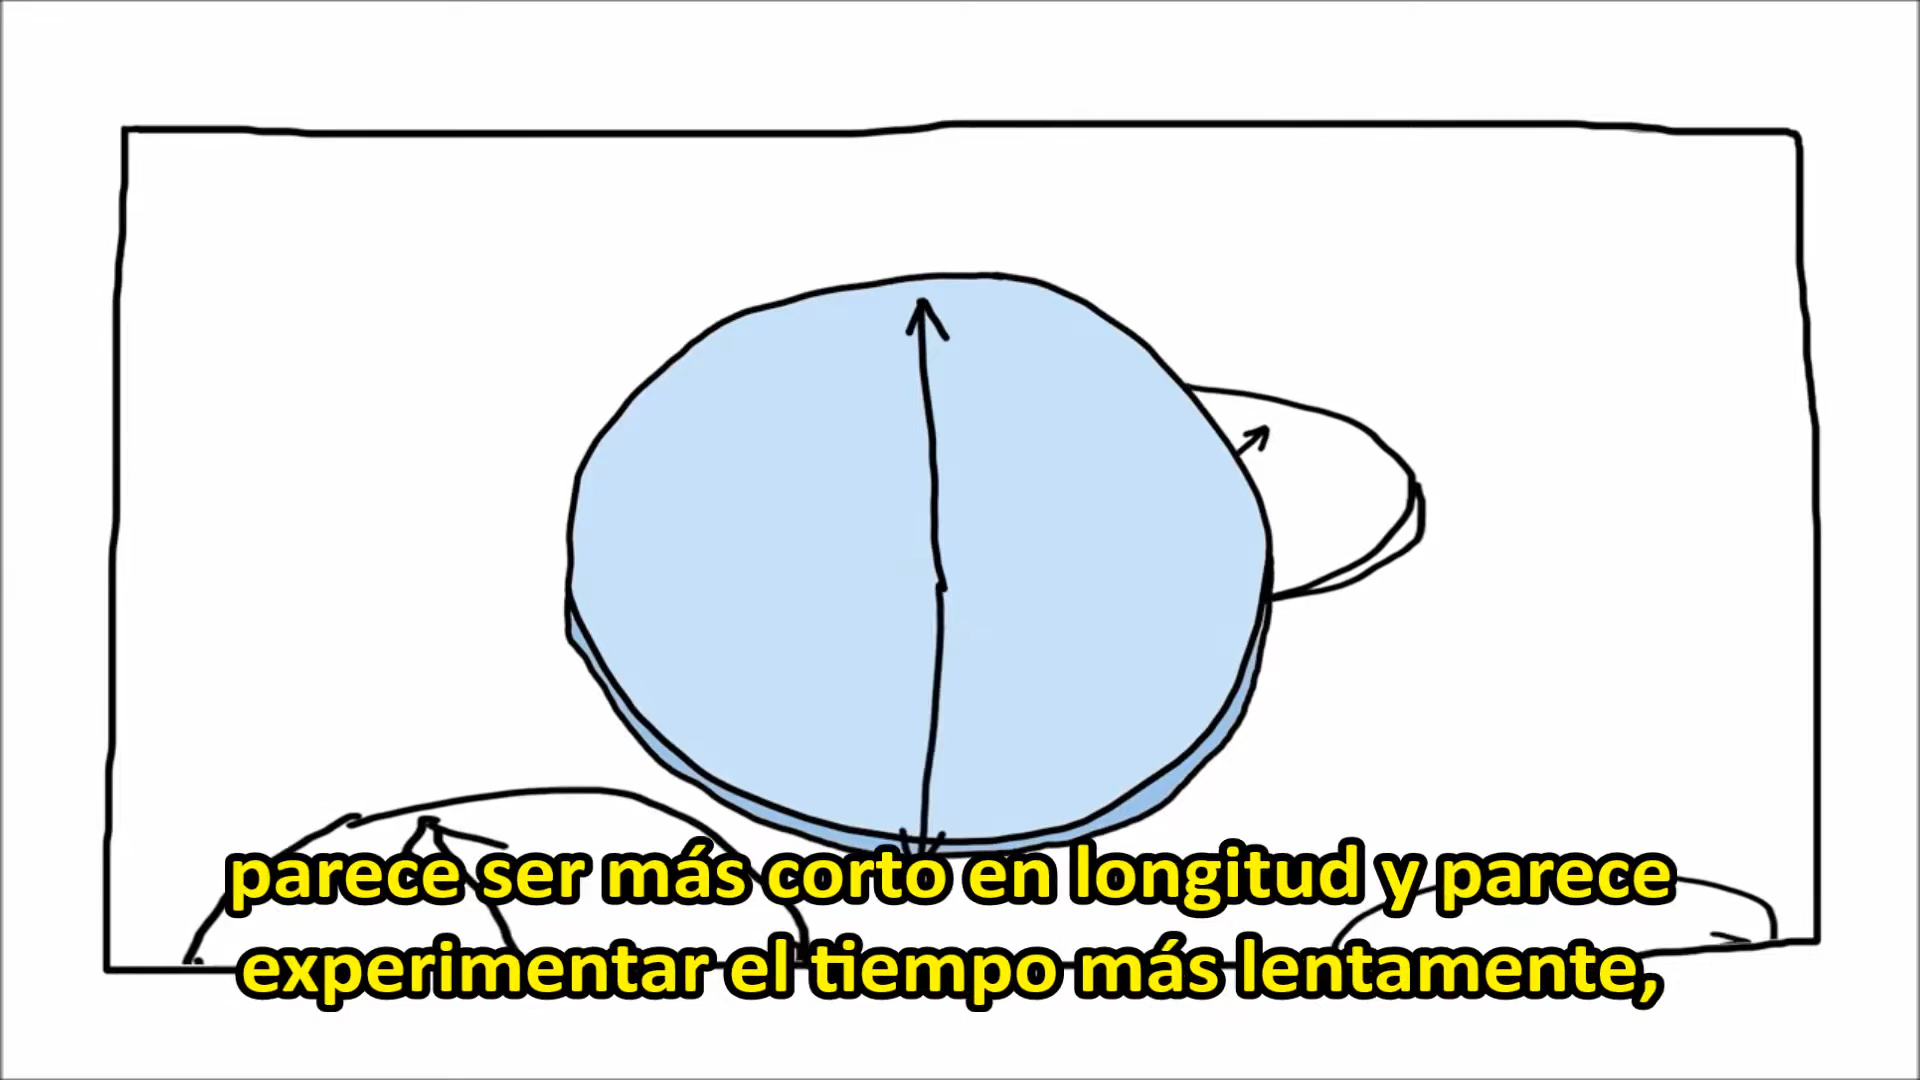 parece ser más corto en longitud y parece
experimentar el tiempo más lentamente,